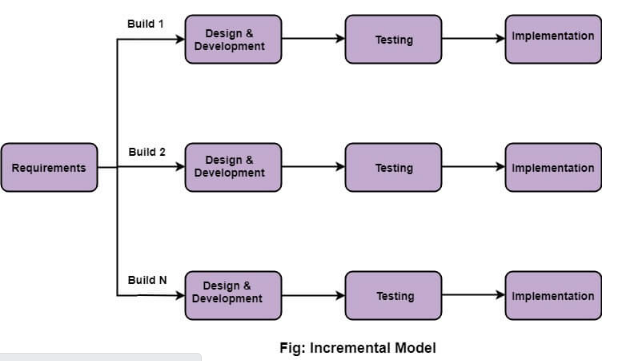 Build 1
Design &
Development
Testing
Implementation
Requirements
Build 2
Design &
Development
Testing
Implementation
Build N
Design &
Development
Testing
Implementation
Fig: Incremental Model